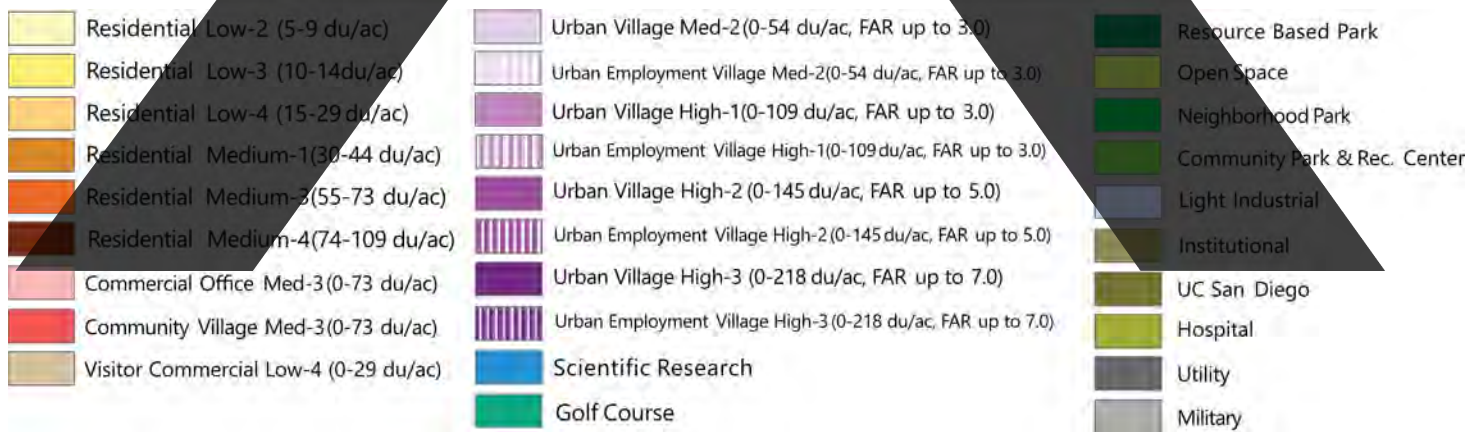 Residential Low-2 (5-9 du/ac)
Residential Low-3 (10-14du/ac)
Residential Low-4 (15-29 du/ac)
Residential Medium-1(30-44 du/ac)
Residential Medium-3(55-73 du/ac)
Residential Medium-4(74-109 du/ac)
Commercial Office Med-3(0-73 du/ac)
Community Village Med-3(0-73 du/ac)
Visitor Commercial Low-4 (0-29 du/ac)
Urban Village Med-2(0-54 du/ac, FAR up to 3.0)
Urban Employment Village Med-2(0-54 du/ac, FAR up to 3.0)
Urban Village High-1(0-109 du/ac, FAR up to 3.0)
Urban Employment Village High-1(0-109 du/ac, FAR up to 3.0)
Urban Village High-2 (0-145 du/ac, FAR up to 5.0)
Urban Employment Village High-2(0-145 du/ac, FAR up to 5.0)
Urban Village High-3 (0-218 du/ac, FAR up to 7.0)
Urban Employment Village High-3(0-218 du/ac, FAR up to 7.0)
Scientific Research
Golf Course
Resource Based Park
Open Space
Neighborhood Park
Community Park & Rec. Center
Light Industrial
Institutional
UC San Diego
Hospital
Utility
Military